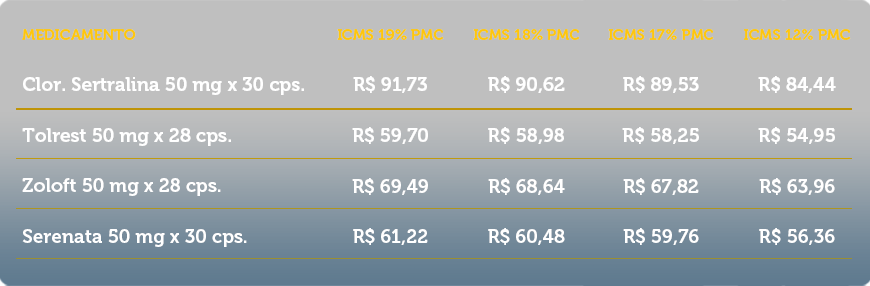 MEDICAMENTO ICMS 19% PMC ICMS 18% PMC ICMS 17% PMC ICMS 12% PMC
Clor. Sertralina 50 mg x 30 cps. R$ 91,73 R$ 90,62 R$ 89,53 R$ 84,44
Tolrest 50 mg x 28 cps. R$ 59,70 R$ 58,98 R$ 58,25 R$ 54,95
Zoloft 50 mg x 28 cps. R$ 69,49 R$ 68,64 R$ 67,82 R$ 63,96
Serenata 50 mg x 30 cps. R$ 61,22 R$ 60,48 R$ 59,76 R$ 56,36